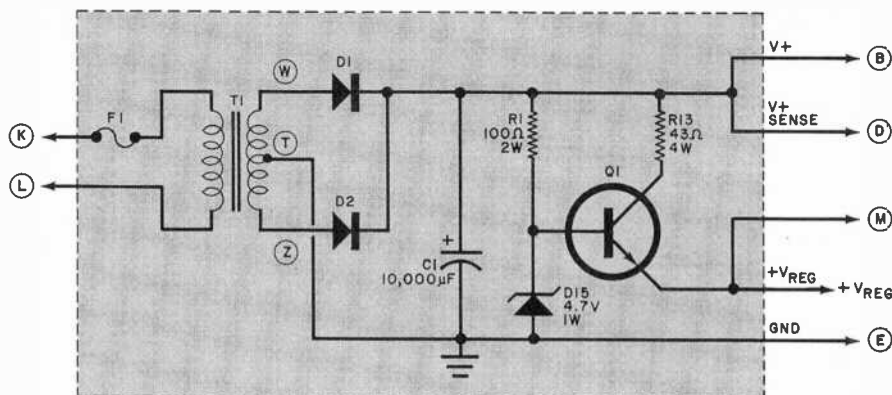 W
D1
V+
B
F1
T1
R1
100Ω
2W
R13
43Ω
4W
V+
SENSE
K
T
D
Q1
L
D2
M
+
Z
C1
10,000µF
D15
4.7V
1W
+VREG
+VREG
GND
E